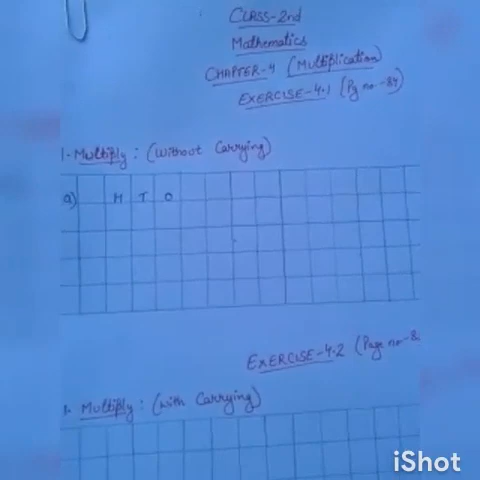 CLASS-2nd
Mathematics
CHAPTER-4 (Multiplication)
EXERCISE-4.1 (Pg no.-84)
1. Multiply : (Without Carrying)
a) H T O
EXERCISE-4.2 (Page no-8
1. Multiply : (with Carrying)
iShot